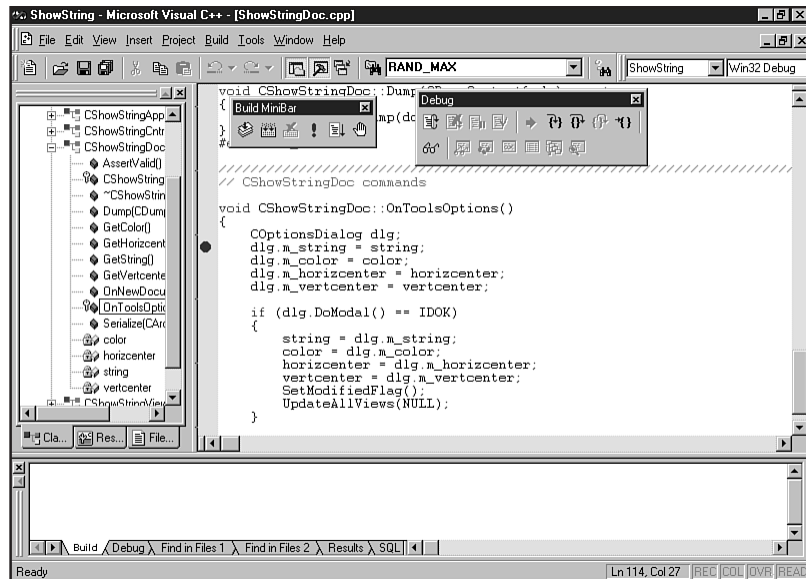 ShowString - Microsoft Visual C++ - [ShowStringDoc.cpp]
File Edit View Insert Project Build Tools Window Help
RAND_MAX
ShowString
Win32 Debug
CShowStringApp
CShowStringCntr
CShowStringDoc
AssertValid()
CShowString
~CShowStrin
Dump(CDum
GetColor()
GetHorizcent
GetString()
GetVertcente
OnNewDocu
OnToolsOptio
Serialize(CArc
color
horizcenter
string
vertcenter
CShowStringView
Cla... Res... File...
void CShowStringDoc::Dump(
{
Build MiniBar
Debug
mp(do
}
#e
////////////////////////////////////////////////////////////////////////
// CShowStringDoc commands
void CShowStringDoc::OnToolsOptions()
{
COptionsDialog dlg;
dlg.m_string = string;
dlg.m_color = color;
dlg.m_horizcenter = horizcenter;
dlg.m_vertcenter = vertcenter;
if (dlg.DoModal() == IDOK)
{
string = dlg.m_string;
color = dlg.m_color;
horizcenter = dlg.m_horizcenter;
vertcenter = dlg.m_vertcenter;
SetModifiedFlag();
UpdateAllViews(NULL);
}
Build Debug Find in Files 1 Find in Files 2 Results SQL
Ready
Ln 114, Col 27 REC COL OVR READ